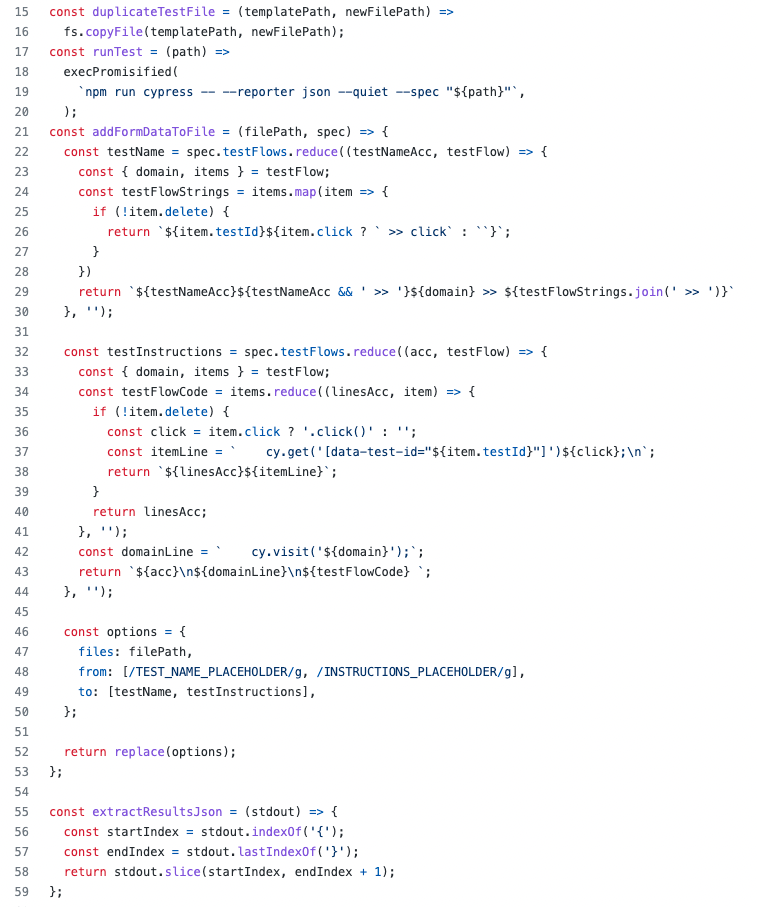 15 const duplicateTestFile = (templatePath, newFilePath) =>
16   fs.copyFile(templatePath, newFilePath);
17 const runTest = (path) =>
18   execPromisified(
19     `npm run cypress -- --reporter json --quiet --spec "${path}"`,
20   );
21 const addFormDataToFile = (filePath, spec) => {
22   const testName = spec.testFlows.reduce((testNameAcc, testFlow) => {
23     const { domain, items } = testFlow;
24     const testFlowStrings = items.map(item => {
25       if (!item.delete) {
26         return `${item.testId}${item.click ? ` >> click` : ``}`;
27       }
28     })
29     return `${testNameAcc}${testNameAcc && ' >> '}${domain} >> ${testFlowStrings.join(' >> ')}`
30   }, '');
31
32   const testInstructions = spec.testFlows.reduce((acc, testFlow) => {
33     const { domain, items } = testFlow;
34     const testFlowCode = items.reduce((linesAcc, item) => {
35       if (!item.delete) {
36         const click = item.click ? '.click()' : '';
37         const itemLine = `    cy.get('[data-test-id="${item.testId}"]')${click};\n`;
38         return `${linesAcc}${itemLine}`;
39       }
40       return linesAcc;
41     }, '');
42     const domainLine = `    cy.visit('${domain}');`;
43     return `${acc}\n${domainLine}\n${testFlowCode} `;
44   }, '');
45
46   const options = {
47     files: filePath,
48     from: [/TEST_NAME_PLACEHOLDER/g, /INSTRUCTIONS_PLACEHOLDER/g],
49     to: [testName, testInstructions],
50   };
51
52   return replace(options);
53 };
54
55 const extractResultsJson = (stdout) => {
56   const startIndex = stdout.indexOf('{');
57   const endIndex = stdout.lastIndexOf('}');
58   return stdout.slice(startIndex, endIndex + 1);
59 };